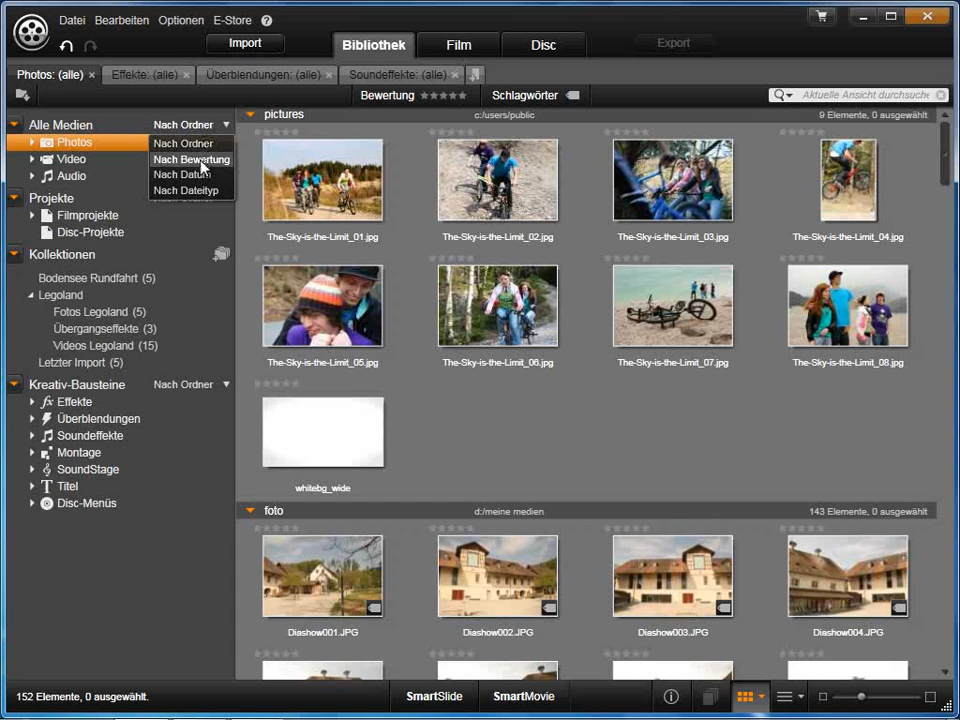 Datei Bearbeiten Optionen E-Store ?
Import Bibliothek Film Disc Export
Photos: (alle) × Effekte: (alle) × Überblendungen: (alle) × Soundeffekte: (alle) ×
Bewertung Schlagwörter Aktuelle Ansicht durchsuche
Alle Medien Nach Ordner
Photos
Video
Audio
Nach Ordner
Nach Bewertung
Nach Datum
Nach Dateityp
Projekte
Filmprojekte
Disc-Projekte
Kollektionen
Bodensee Rundfahrt (5)
Legoland
Fotos Legoland (5)
Übergangseffekte (3)
Videos Legoland (15)
Letzter Import (5)
Kreativ-Bausteine Nach Ordner
fx Effekte
Überblendungen
Soundeffekte
Montage
SoundStage
Titel
Disc-Menüs
pictures c:/users/public 9 Elemente, 0 ausgewählt
The-Sky-is-the-Limit_01.jpg The-Sky-is-the-Limit_02.jpg The-Sky-is-the-Limit_03.jpg The-Sky-is-the-Limit_04.jpg
The-Sky-is-the-Limit_05.jpg The-Sky-is-the-Limit_06.jpg The-Sky-is-the-Limit_07.jpg The-Sky-is-the-Limit_08.jpg
whitebg_wide
foto d:/meine medien 143 Elemente, 0 ausgewählt
Diashow001.JPG Diashow002.JPG Diashow003.JPG Diashow004.JPG
152 Elemente, 0 ausgewählt. SmartSlide SmartMovie